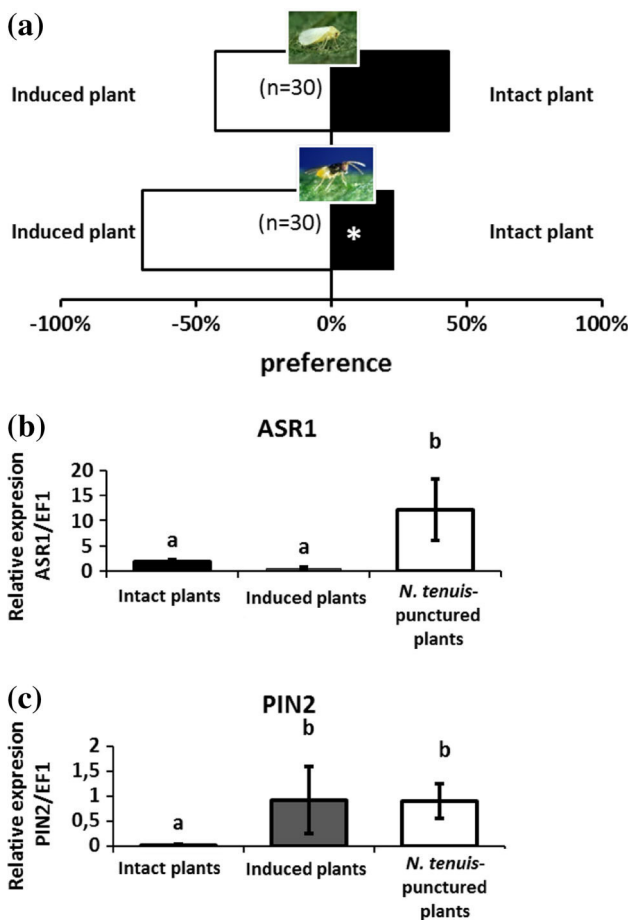 (a)
Induced plant (n=30) Intact plant
Induced plant (n=30) * Intact plant
-100% -50% 0% 50% 100%
preference
(b)
ASR1
Relative expresion
ASR1/EF1
20
15
10
5
0
a
a
b
Intact plants
Induced plants
N. tenuis-
punctured
plants
(c)
PIN2
Relative expresion
PIN2/EF1
2
1,5
1
0,5
0
a
b
b
Intact plants
Induced plants
N. tenuis-
punctured
plants